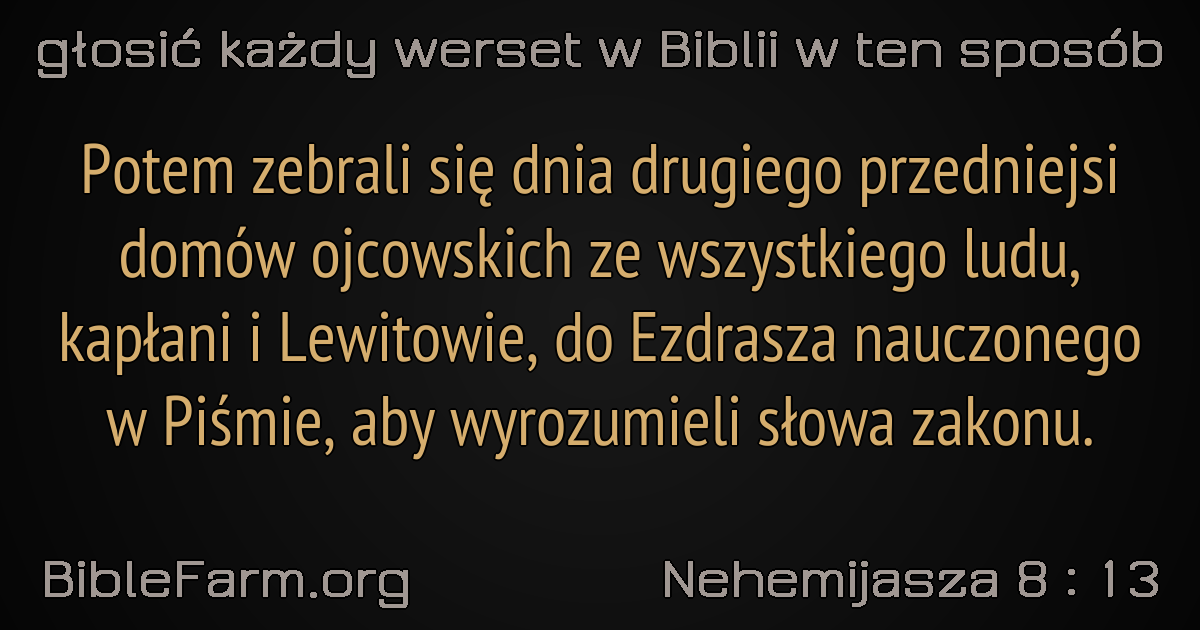 głosić każdy werset w Biblii w ten sposób
Potem zebrali się dnia drugiego przedniejsi
domów ojcowskich ze wszystkiego ludu,
kapłani i Lewitowie, do Ezdrasza nauczonego
w Piśmie, aby wyrozumieli słowa zakonu.
BibleFarm.org
Nehemijasza 8 : 13